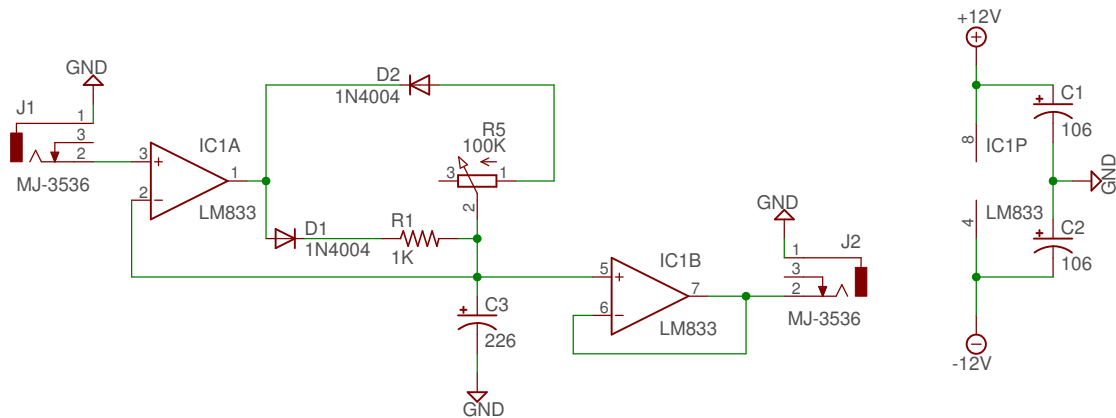 GND
J1
1
3
2
MJ-3536
IC1A
3
+
2
−
1
LM833
D2
1N4004
R5
100K
3
1
2
D1
1N4004
R1
1K
+
C3
226
GND
IC1B
5
+
6
−
7
LM833
GND
1
J2
3
2
MJ-3536
+12V
+
+
C1
106
8
IC1P
GND
4
LM833
+
C2
106
−
-12V